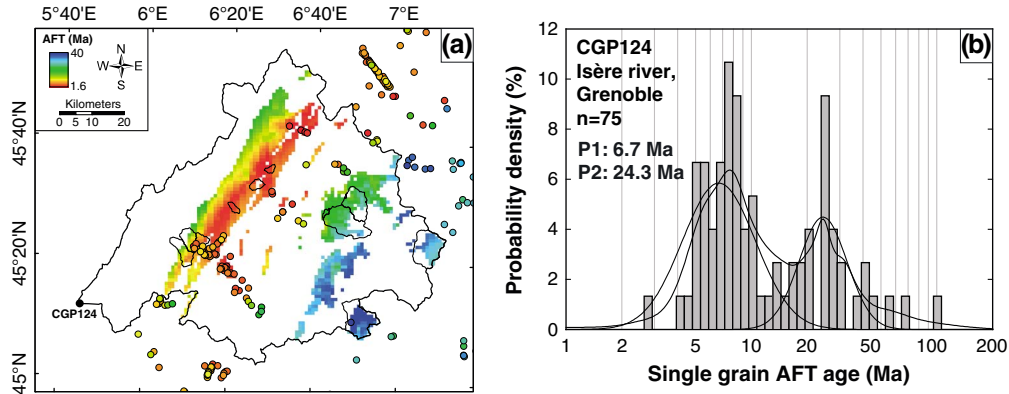 5°40'E 6°E 6°20'E 6°40'E 7°E
45°40'N
45°20'N
45°N
AFT (Ma)
40
1.6
N
W E
S
Kilometers
0 5 10 20
(a)
CGP124
(b)
CGP124
Isère river,
Grenoble
n=75
P1: 6.7 Ma
P2: 24.3 Ma
Probability density (%)
12
10
8
6
4
2
0
1 2 5 10 20 50 100 200
Single grain AFT age (Ma)